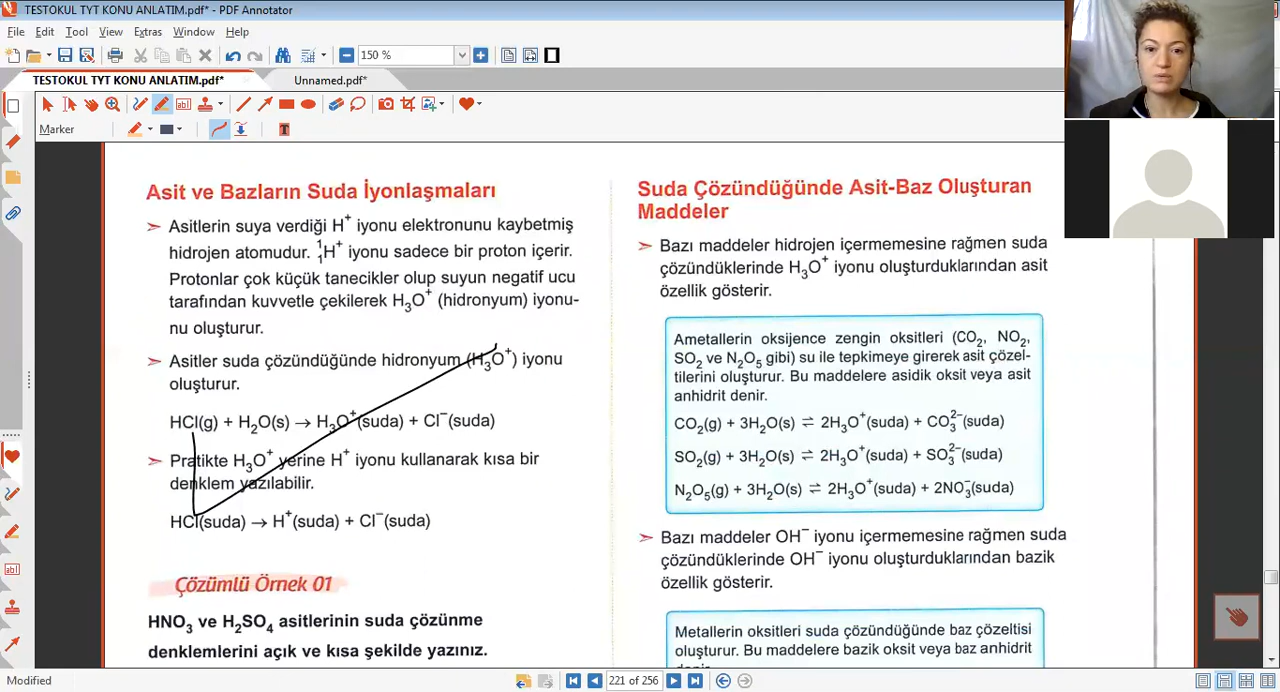 TESTOKUL TYT KONU ANLATIM.pdf* - PDF Annotator
File Edit Tool View Extras Window Help
150 %
TESTOKUL TYT KONU ANLATIM.pdf* Unnamed.pdf*
Marker
Asit ve Bazların Suda İyonlaşmaları
➢ Asitlerin suya verdiği H⁺ iyonu elektronunu kaybetmiş
hidrojen atomudur. ¹₁H⁺ iyonu sadece bir proton içerir.
Protonlar çok küçük tanecikler olup suyun negatif ucu
tarafından kuvvetle çekilerek H₃O⁺ (hidronyum) iyonu-
nu oluşturur.
➢ Asitler suda çözündüğünde hidronyum (H₃O⁺) iyonu
oluşturur.
HCl(g) + H₂O(s) → H₃O⁺(suda) + Cl⁻(suda)
➢ Pratikte H₃O⁺ yerine H⁺ iyonu kullanarak kısa bir
denklem yazılabilir.
HCl(suda) → H⁺(suda) + Cl⁻(suda)
Çözümlü Örnek 01
HNO₃ ve H₂SO₄ asitlerinin suda çözünme
denklemlerini açık ve kısa şekilde yazınız.
Suda Çözündüğünde Asit-Baz Oluşturan
Maddeler
➢ Bazı maddeler hidrojen içermemesine rağmen suda
çözündüklerinde H₃O⁺ iyonu oluşturduklarından asit
özellik gösterir.
Ametallerin oksijence zengin oksitleri (CO₂, NO₂,
SO₂ ve N₂O₅ gibi) su ile tepkimeye girerek asit çözel-
tilerini oluşturur. Bu maddelere asidik oksit veya asit
anhidrit denir.
CO₂(g) + 3H₂O(s) ⇌ 2H₃O⁺(suda) + CO₃²⁻(suda)
SO₂(g) + 3H₂O(s) ⇌ 2H₃O⁺(suda) + SO₃²⁻(suda)
N₂O₅(g) + 3H₂O(s) ⇌ 2H₃O⁺(suda) + 2NO₃⁻(suda)
➢ Bazı maddeler OH⁻ iyonu içermemesine rağmen suda
çözündüklerinde OH⁻ iyonu oluşturduklarından bazik
özellik gösterir.
Metallerin oksitleri suda çözündüğünde baz çözeltisi
oluşturur. Bu maddelere bazik oksit veya baz anhidrit
Modified
221 of 256